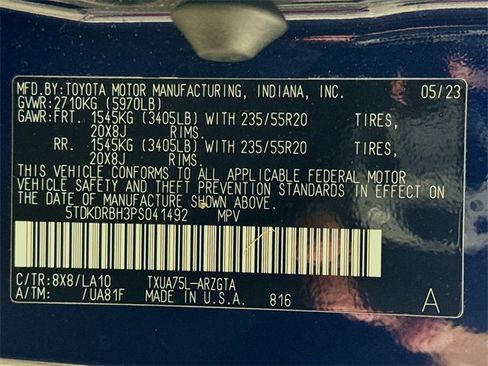 MFD.BY:TOYOTA MOTOR MANUFACTURING, INDIANA, INC. 05/23
GVWR:2710KG (5970LB)
GAWR:FRT. 1545KG (3405LB) WITH 235/55R20 TIRES,
20X8J RIMS.
RR. 1545KG (3405LB) WITH 235/55R20 TIRES,
20X8J RIMS.
THIS VEHICLE CONFORMS TO ALL APPLICABLE FEDERAL MOTOR
VEHICLE SAFETY AND THEFT PREVENTION STANDARDS IN EFFECT ON
THE DATE OF MANUFACTURE SHOWN ABOVE.
5TDKDRBH3PS041492 MPV
C/TR:8X8/LA10 TXUA75L-ARZGTA
A/TM: /UA81F MADE IN U.S.A. 816 A